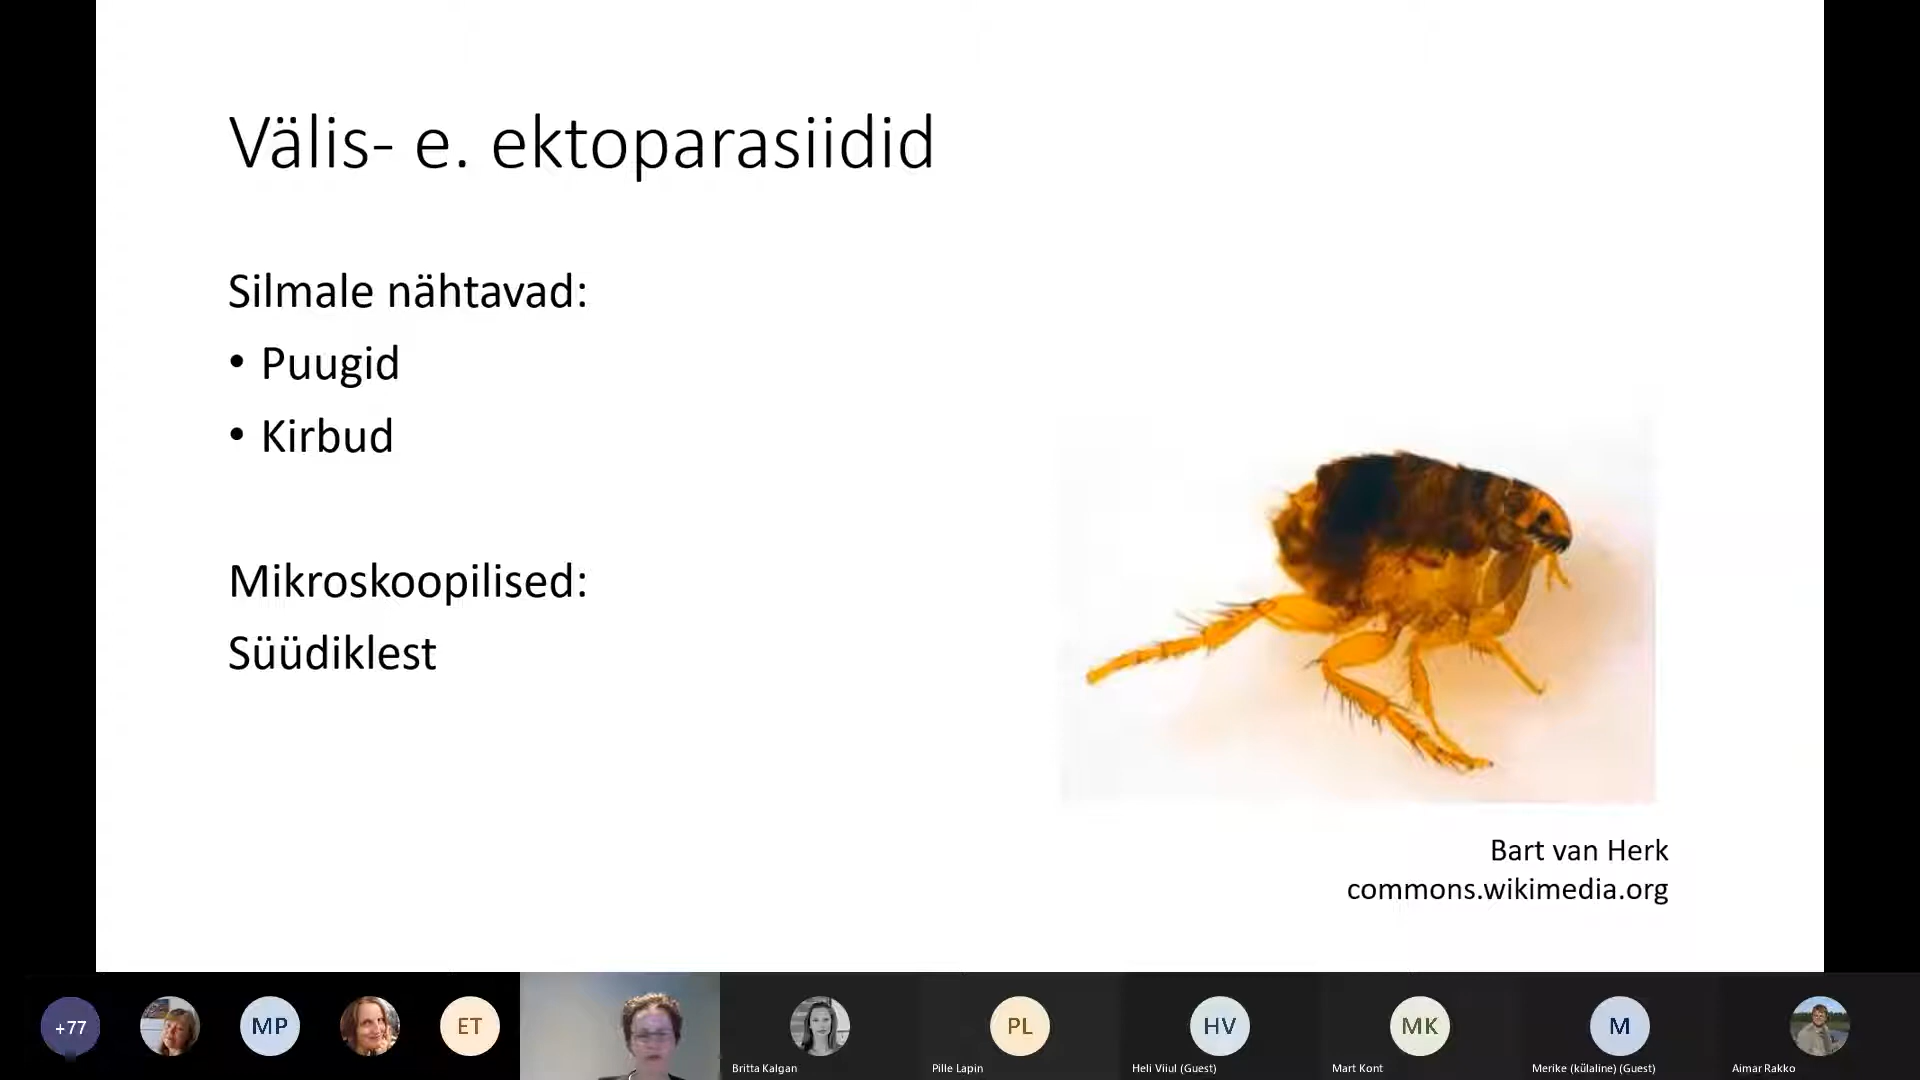 Välis- e. ektoparasiidid
Silmale nähtavad:
• Puugid
• Kirbud
Mikroskoopilised:
Süüdiklest
Bart van Herk
commons.wikimedia.org
+77
MP
ET
Britta Kalgan
PL
Pille Lapin
HV
Heli Viiul (Guest)
MK
Mart Kont
M
Merike (külaline) (Guest)
Aimar Rakko